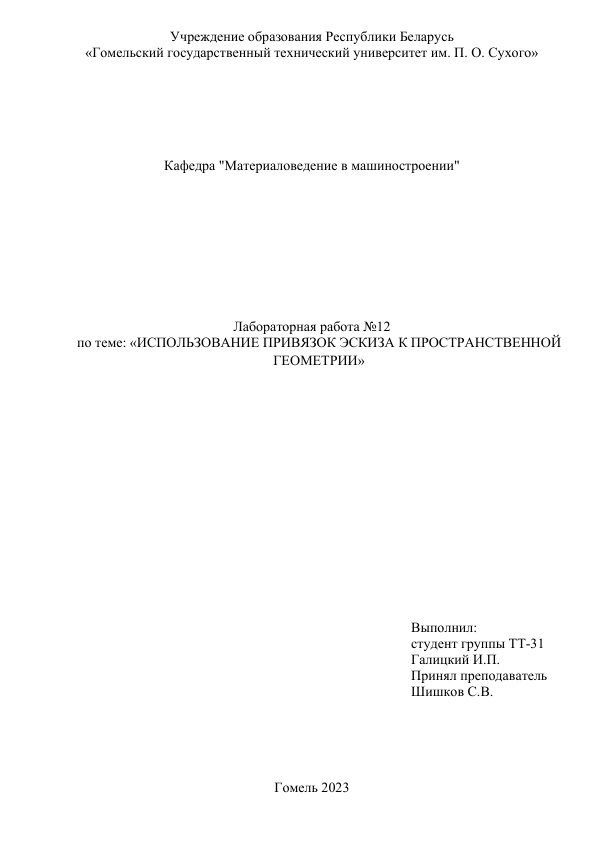 Учреждение образования Республики Беларусь
«Гомельский государственный технический университет им. П. О. Сухого»
Кафедра "Материаловедение в машиностроении"
Лабораторная работа №12
по теме: «ИСПОЛЬЗОВАНИЕ ПРИВЯЗОК ЭСКИЗА К ПРОСТРАНСТВЕННОЙ
ГЕОМЕТРИИ»
Выполнил:
студент группы ТТ-31
Галицкий И.П.
Принял преподаватель
Шишков С.В.
Гомель 2023